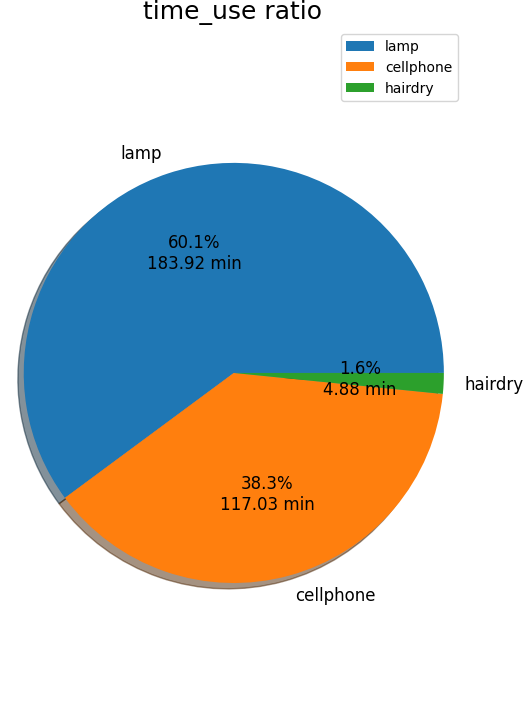 time_use ratio
lamp
cellphone
hairdry
lamp
60.1%
183.92 min
1.6%
4.88 min
hairdry
38.3%
117.03 min
cellphone